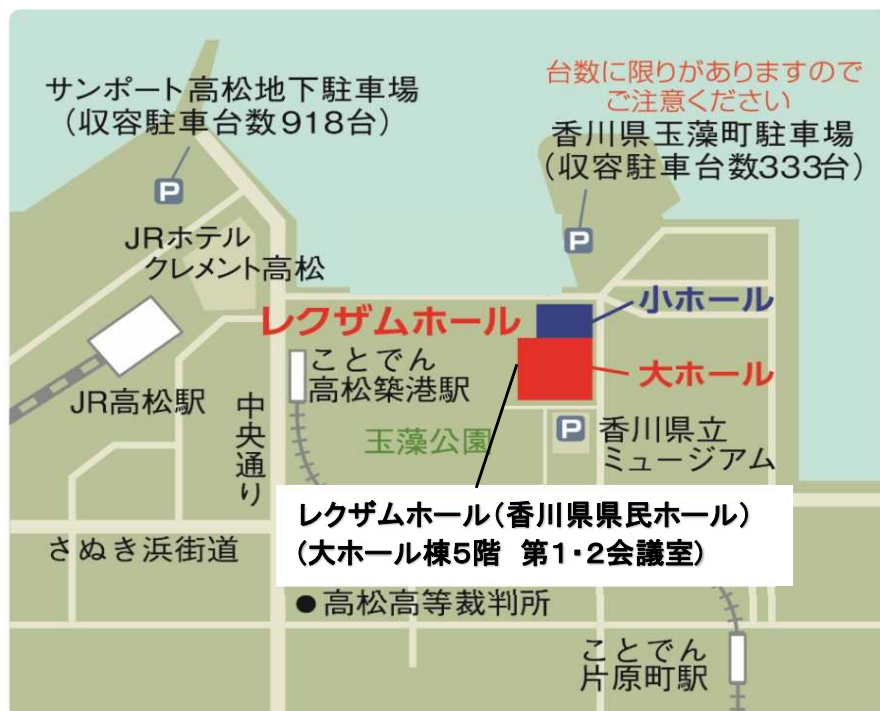 サンポート高松地下駐車場
(収容駐車台数918台)
台数に限りがありますので
ご注意ください
香川県玉藻町駐車場
(収容駐車台数333台)
P
P
JRホテル
クレメント高松
レクザムホール
小ホール
大ホール
ことでん
高松築港駅
JR高松駅
中央通り
玉藻公園
P
香川県立
ミュージアム
レクザムホール(香川県県民ホール)
(大ホール棟5階 第1・2会議室)
さぬき浜街道
●高松高等裁判所
ことでん
片原町駅